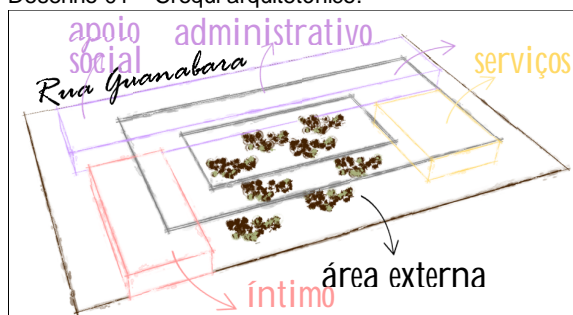 Desenho 01 – Croqui arquitetônico.
apoio
social
administrativo
Rua Guanabara
serviços
área externa
íntimo